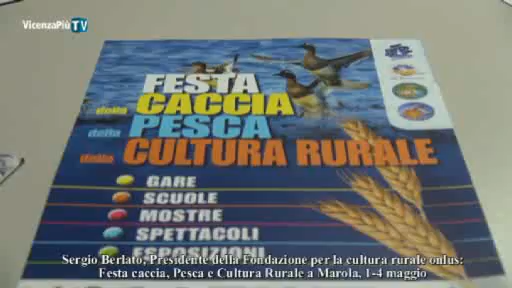 VicenzaPiù TV
FESTA
della CACCIA
della PESCA
della CULTURA RURALE
GARE
SCUOLE
MOSTRE
SPETTACOLI
ESPOSIZIONI
Sergio Berlato, Presidente della Fondazione per la cultura rurale onlus:
Festa caccia, Pesca e Cultura Rurale a Marola, 1-4 maggio